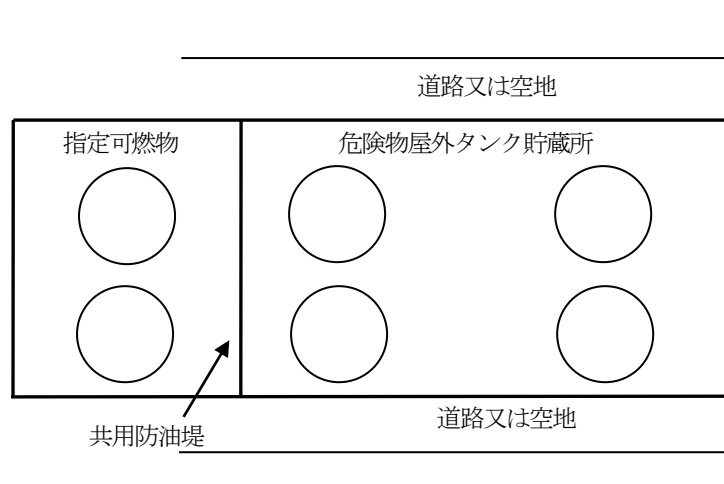 道路又は空地
指定可燃物
危険物屋外タンク貯蔵所
道路又は空地
共用防油堤